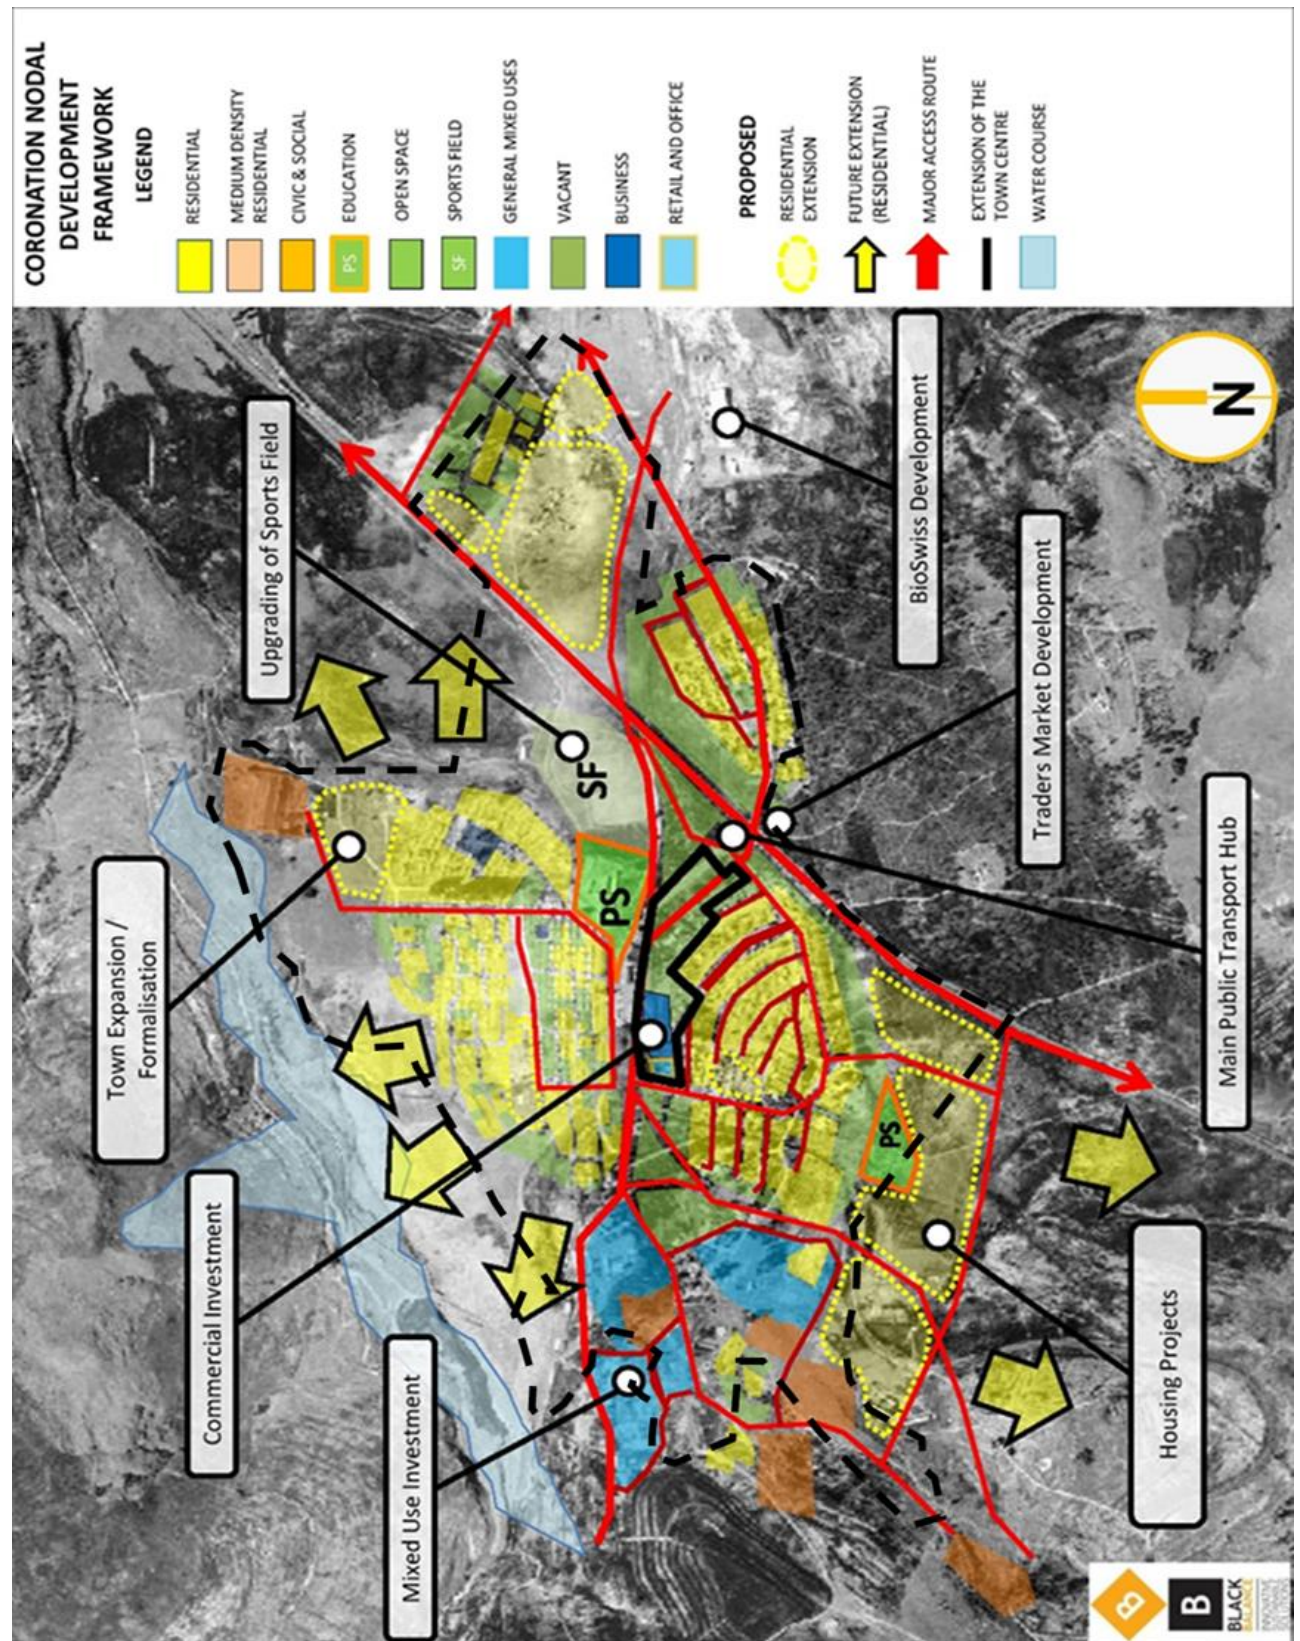 CORONATION NODAL
DEVELOPMENT
FRAMEWORK
LEGEND
RESIDENTIAL
MEDIUM DENSITY
RESIDENTIAL
CIVIC & SOCIAL
PS
EDUCATION
OPEN SPACE
SF
SPORTS FIELD
GENERAL MIXED USES
VACANT
BUSINESS
RETAIL AND OFFICE
PROPOSED
RESIDENTIAL
EXTENSION
FUTURE EXTENSION
(RESIDENTIAL)
MAJOR ACCESS ROUTE
EXTENSION OF THE
TOWN CENTRE
WATER COURSE
Upgrading of Sports Field
Town Expansion /
Formalisation
Commercial Investment
Mixed Use Investment
SF
PS
PS
BioSwiss Development
Traders Market Development
Main Public Transport Hub
Housing Projects
N
B
B
BLACK
BALANCE